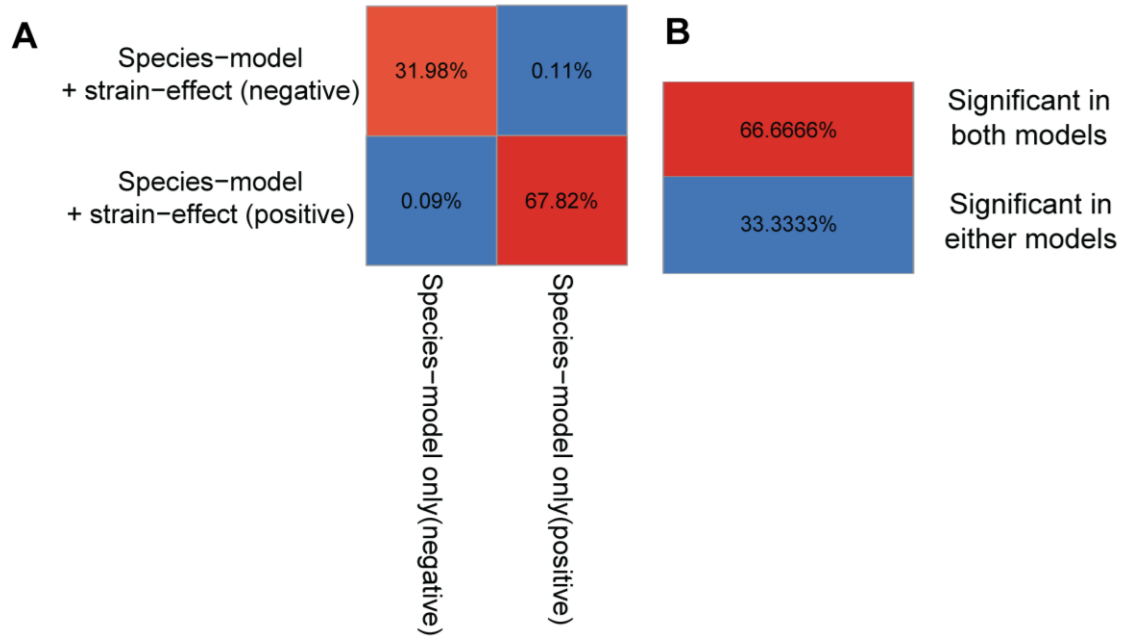 A
Species−model
+ strain−effect (negative)
31.98%
0.11%
Species−model
+ strain−effect (positive)
0.09%
67.82%
Species−model only(negative)
Species−model only(positive)
B
66.6666%
Significant in
both models
33.3333%
Significant in
either models